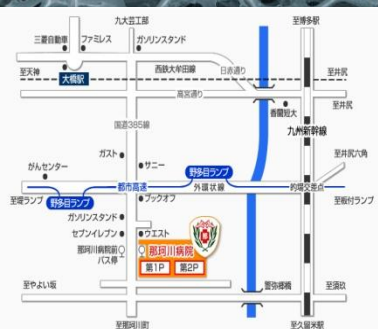 九大芸工部
至博多駅
三菱自動車
ファミレス
ガソリンスタンド
西鉄大牟田線
日赤通り
至天神
大橋駅
至井尻
高宮通り
至井尻
香蘭短大
国道385線
九州新幹線
ガスト
サニー
至井尻六角
がんセンター
野多目ランプ
都市高速
外環状線
的場交差点
至堤ランプ
野多目ランプ
ブックオフ
至板付ランプ
ガソリンスタンド
セブンイレブン
ウエスト
那珂川病院前
バス停
那珂川病院
第1P
第2P
至やよい坂
警弥郷橋
至須玖
至那珂川町
至久留米駅